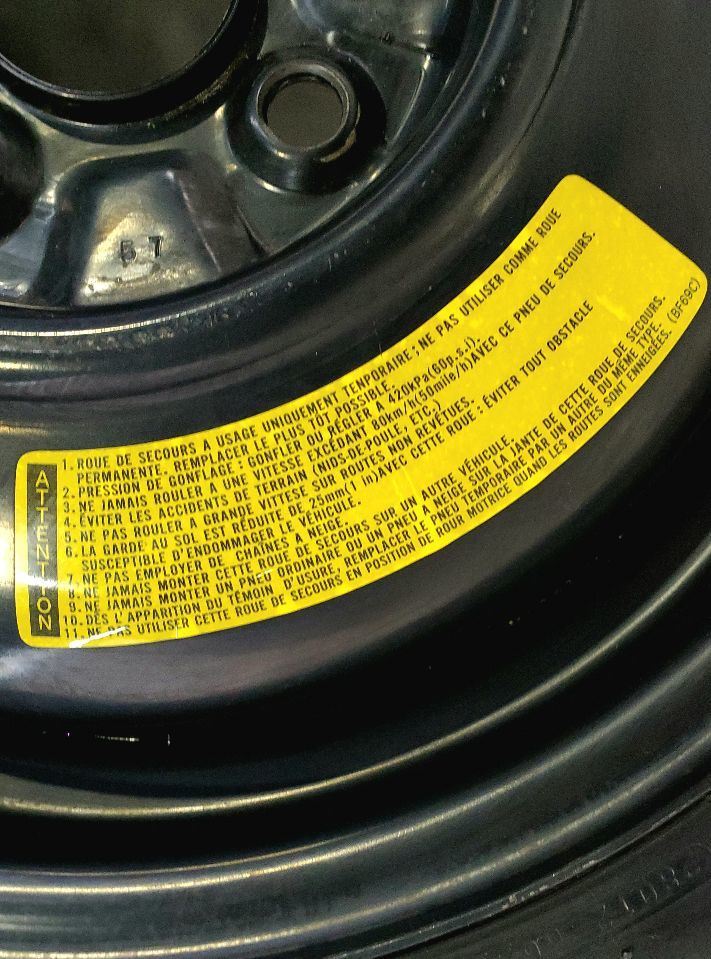 57
ATTENTION
1. ROUE DE SECOURS A USAGE UNIQUEMENT TEMPORAIRE; NE PAS UTILISER COMME ROUE
PERMANENTE. REMPLACER LE PLUS TOT POSSIBLE.
2. PRESSION DE GONFLAGE: GONFLER OU RÉGLER A 420kPa(60p.s.i).
3. NE JAMAIS ROULER A UNE VITESSE EXCÉDANT 80km/h(50mile/h)AVEC CE PNEU DE SECOURS.
4. ÉVITER LES ACCIDENTS DE TERRAIN (NIDS-DE-POULE, ETC.)
5. NE PAS ROULER A GRANDE VITTESE SUR ROUTES NON REVÊTUES.
6. LA GARDE AU SOL EST RÉDUITE DE 25mm(1 in)AVEC CETTE ROUE: ÉVITER TOUT OBSTACLE
SUSCEPTIBLE D'ENDOMMAGER LE VÉHICULE.
7. NE PAS EMPLOYER DE CHAÎNES A NEIGE.
8. NE JAMAIS MONTER CETTE ROUE DE SECOURS SUR UN AUTRE VÉHICULE.
9. NE JAMAIS MONTER UN PNEU ORDINAIRE OU UN PNEU A NEIGE SUR LA JANTE DE CETTE ROUE DE SECOURS.
10. DÈS L'APPARITION DU TÉMOIN D'USURE, REMPLACER LE PNEU TEMPORAIRE PAR UN AUTRE DU MÊME TYPE.
11. NE PAS UTILISER CETTE ROUE DE SECOURS EN POSITION DE ROUR MOTRICE QUAND LES ROUTES SONT ENNEIGÉES. (BF69C)